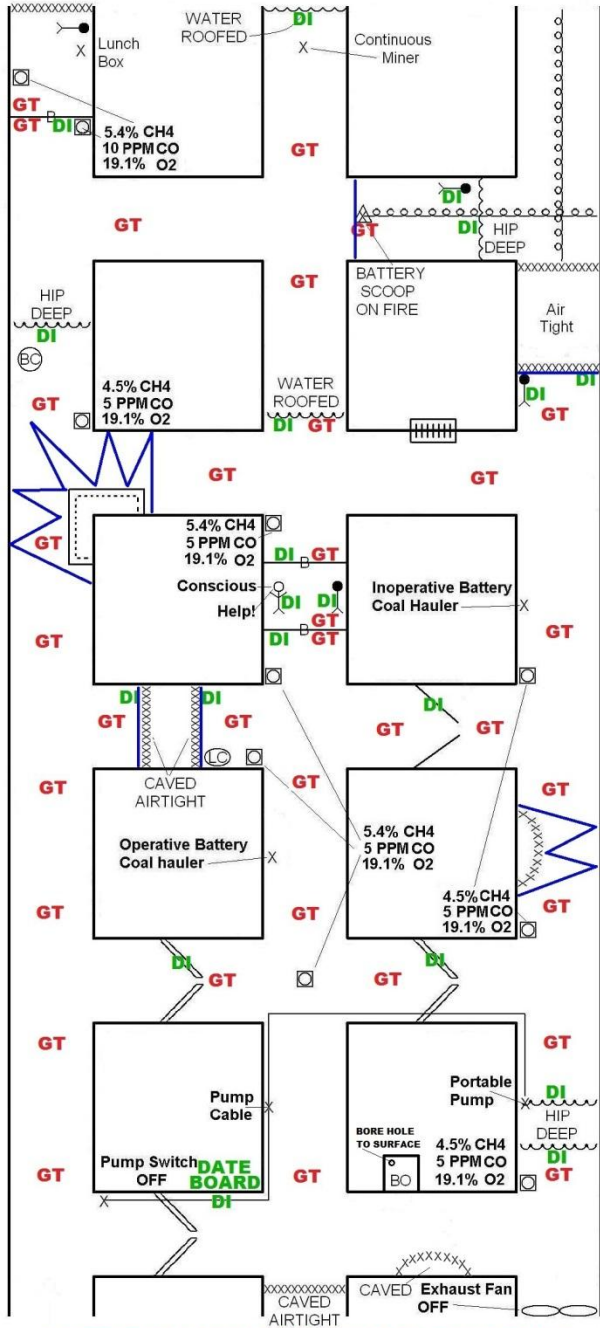 WATER
ROOFED
DI
Lunch
Box
X
X
Continuous
Miner
GT
GT
B
DI
5.4% CH4
10 PPM CO
19.1% O2
GT
DI
GT
GT
DI
HIP
DEEP
GT
BATTERY
SCOOP
ON FIRE
HIP
DEEP
DI
BC
Air
Tight
DI
DI
GT
4.5% CH4
5 PPM CO
19.1% O2
GT
WATER
ROOFED
DI
GT
GT
GT
GT
5.4% CH4
5 PPM CO
19.1% O2
DI
GT
Conscious
Help!
DI
DI
GT
DI
B
GT
Inoperative Battery
Coal Hauler
X
GT
GT
DI
DI
GT
GT
LC
CAVED
AIRTIGHT
GT
GT
DI
GT
GT
Operative Battery
Coal hauler
X
5.4% CH4
5 PPM CO
19.1% O2
4.5% CH4
5 PPM CO
19.1% O2
GT
GT
GT
GT
DI
GT
DI
GT
GT
GT
Pump
Cable
X
Portable
Pump
X
DI
HIP
DEEP
DI
GT
BORE HOLE
TO SURFACE
BO
4.5% CH4
5 PPM CO
19.1% O2
GT
Pump Switch
OFF
DATE
BOARD
DI
X
GT
CAVED
AIRTIGHT
CAVED
Exhaust Fan
OFF